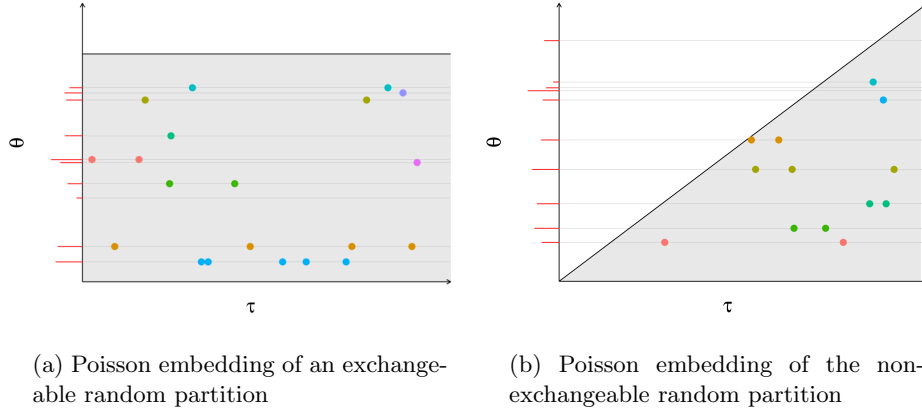 θ
τ
θ
τ
(a) Poisson embedding of an exchange-
able random partition
(b) Poisson embedding of the non-
exchangeable random partition